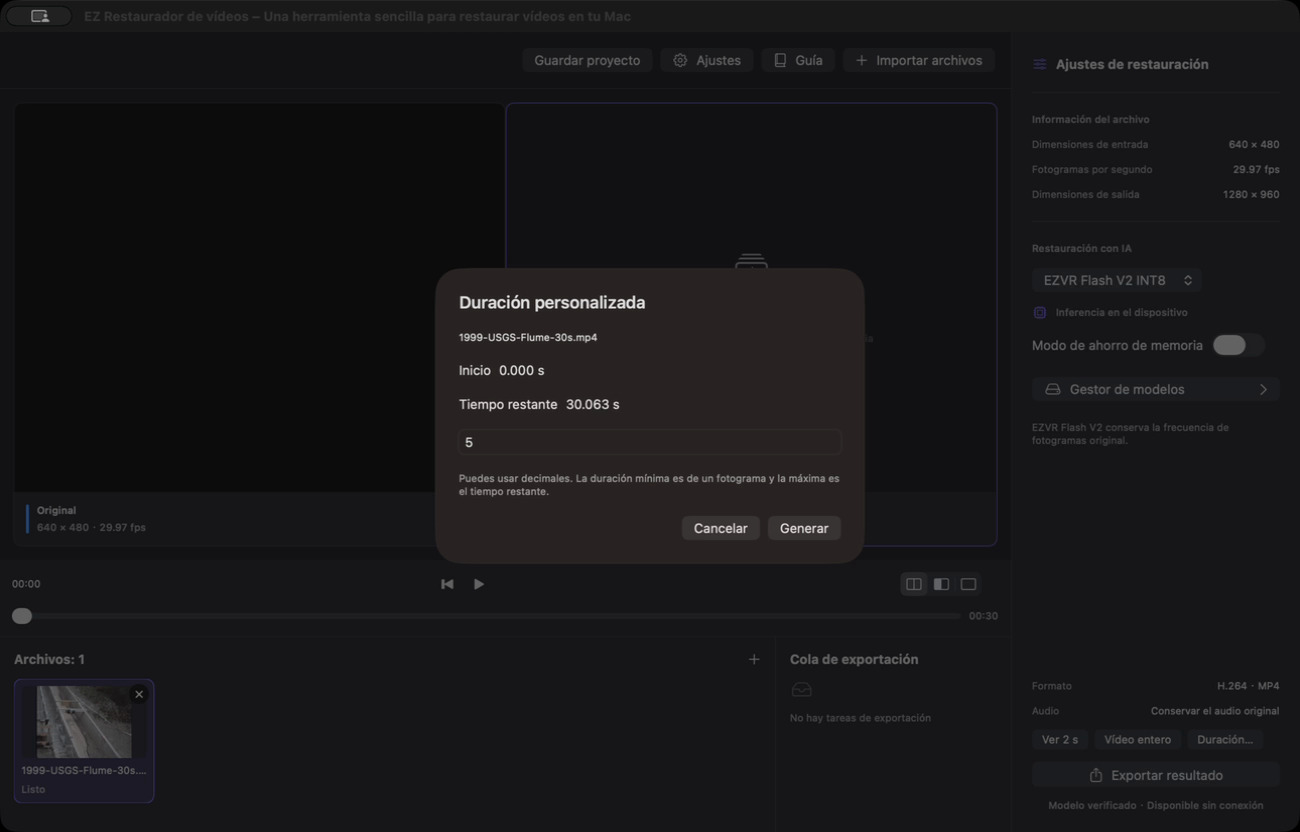 EZ Restaurador de vídeos – Una herramienta sencilla para restaurar vídeos en tu Mac
Guardar proyecto
Ajustes
Guía
Importar archivos
Ajustes de restauración
Información del archivo
Dimensiones de entrada 640 × 480
Fotogramas por segundo 29.97 fps
Dimensiones de salida 1280 × 960
Restauración con IA
EZVR Flash V2 INT8
Inferencia en el dispositivo
Modo de ahorro de memoria
Gestor de modelos
EZVR Flash V2 conserva la frecuencia de
fotogramas original.
Duración personalizada
1999-USGS-Flume-30s.mp4
Inicio 0.000 s
Tiempo restante 30.063 s
5
Puedes usar decimales. La duración mínima es de un fotograma y la máxima es
el tiempo restante.
Cancelar
Generar
Original
640 × 480 · 29.97 fps
00:00
00:30
Archivos: 1
1999-USGS-Flume-30s....
Listo
Cola de exportación
No hay tareas de exportación
Formato H.264 · MP4
Audio Conservar el audio original
Ver 2 s
Vídeo entero
Duración...
Exportar resultado
Modelo verificado · Disponible sin conexión